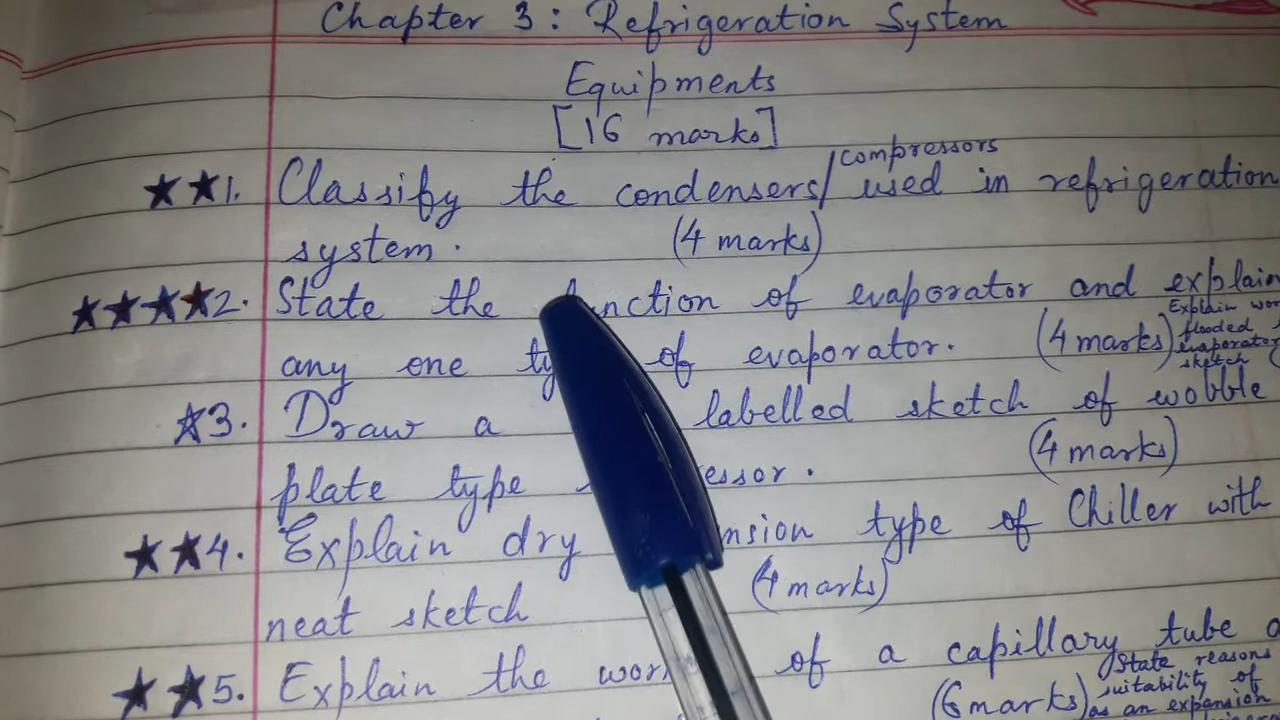 Chapter 3: Refrigeration System
Equipments
[16 marks]
compressors
★★1. Classify the condensers/ used in refrigeration
system. (4 marks)
★★★★2. State the function of evaporator and explain
Explain
any one of evaporator. (4 marks) flooded
evaporator
sketch
★3. Draw a labelled sketch of wobble
plate type (4 marks)
★★4. Explain dry type of Chiller with
neat sketch (4 marks)
★★5. Explain the of a capillary tube
State reasons
(6 marks) suitability of
as an expansion